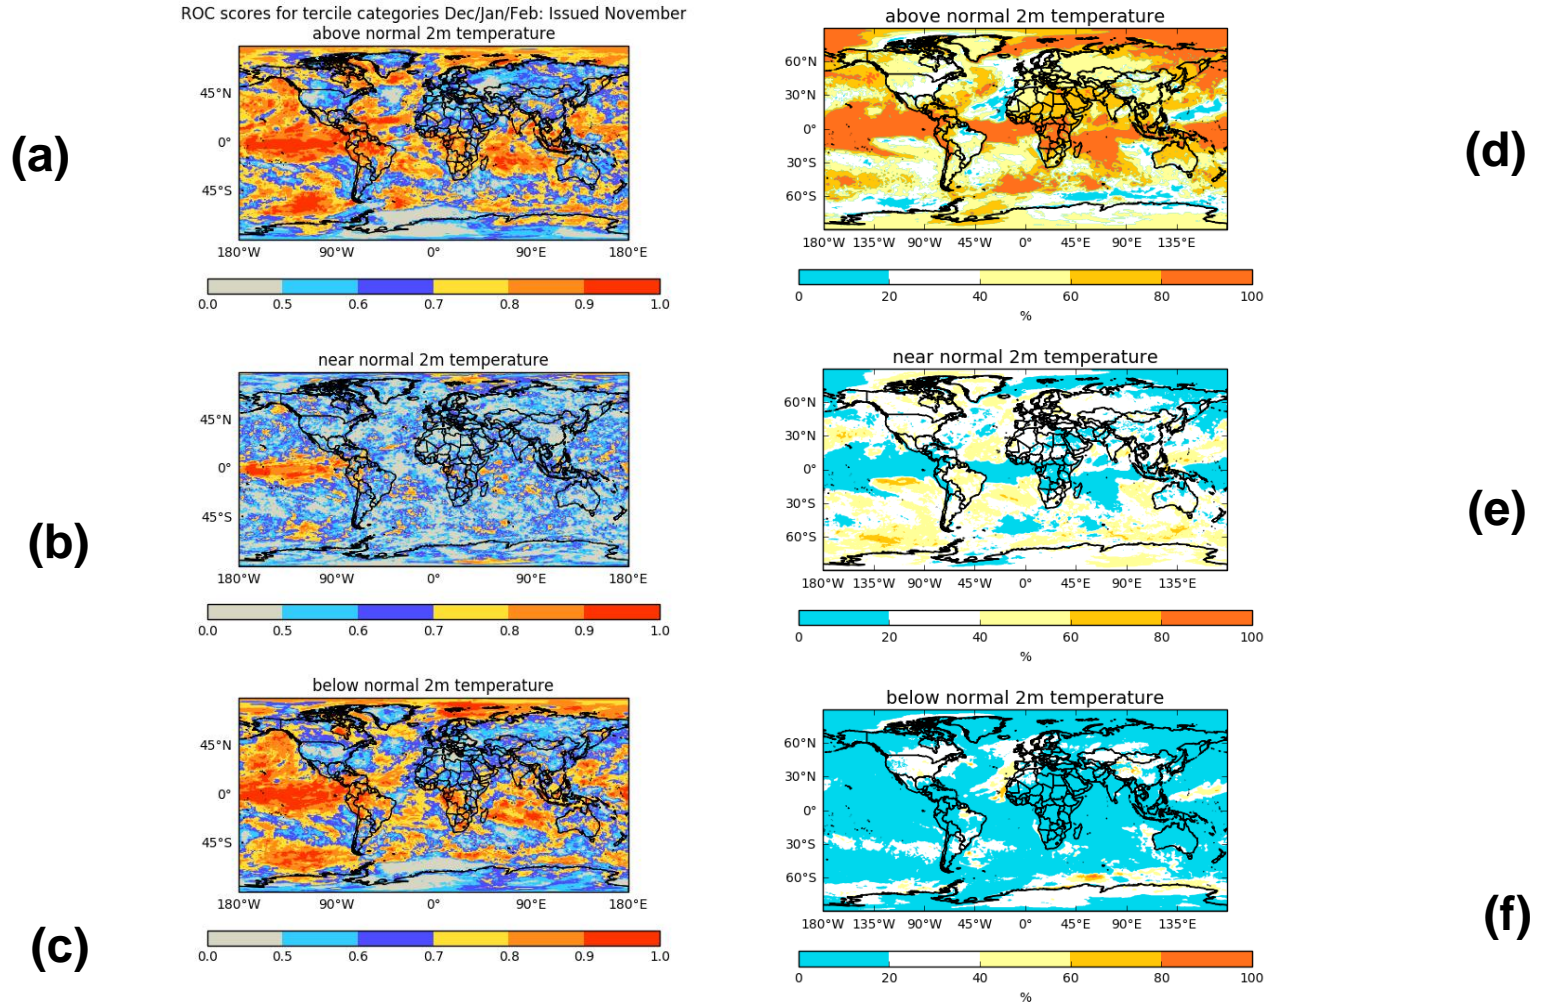 ROC scores for tercile categories Dec/Jan/Feb: Issued November
above normal 2m temperature
45°N
0°
45°S
180°W 90°W 0° 90°E 180°E
0.0 0.5 0.6 0.7 0.8 0.9 1.0
(a)
near normal 2m temperature
45°N
0°
45°S
180°W 90°W 0° 90°E 180°E
0.0 0.5 0.6 0.7 0.8 0.9 1.0
(b)
below normal 2m temperature
45°N
0°
45°S
180°W 90°W 0° 90°E 180°E
0.0 0.5 0.6 0.7 0.8 0.9 1.0
(c)
above normal 2m temperature
60°N
30°N
0°
30°S
60°S
180°W 135°W 90°W 45°W 0° 45°E 90°E 135°E
0 20 40 60 80 100
%
(d)
near normal 2m temperature
60°N
30°N
0°
30°S
60°S
180°W 135°W 90°W 45°W 0° 45°E 90°E 135°E
0 20 40 60 80 100
%
(e)
below normal 2m temperature
60°N
30°N
0°
30°S
60°S
180°W 135°W 90°W 45°W 0° 45°E 90°E 135°E
0 20 40 60 80 100
%
(f)